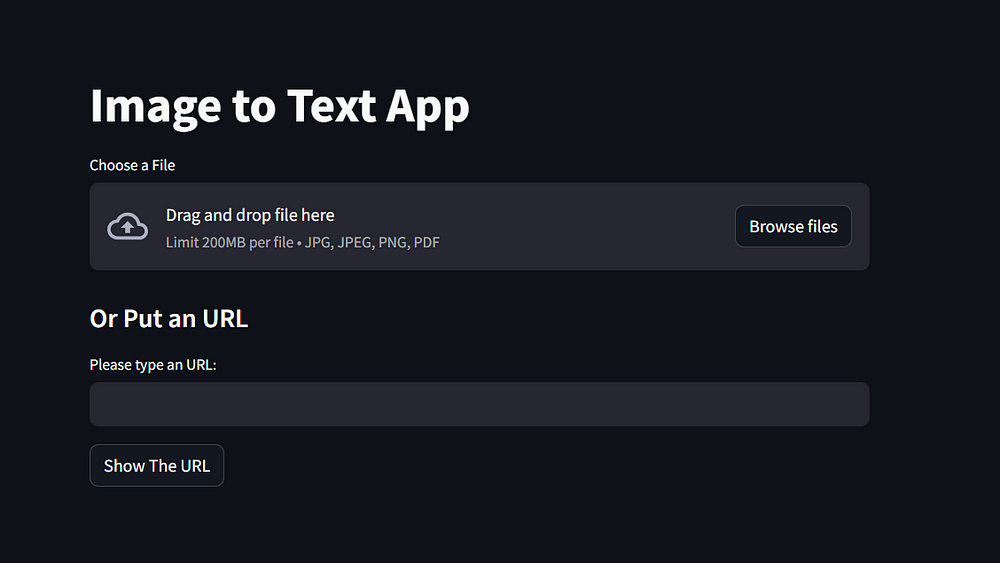 Image to Text App
Choose a File
Drag and drop file here
Limit 200MB per file • JPG, JPEG, PNG, PDF
Browse files
Or Put an URL
Please type an URL:
Show The URL